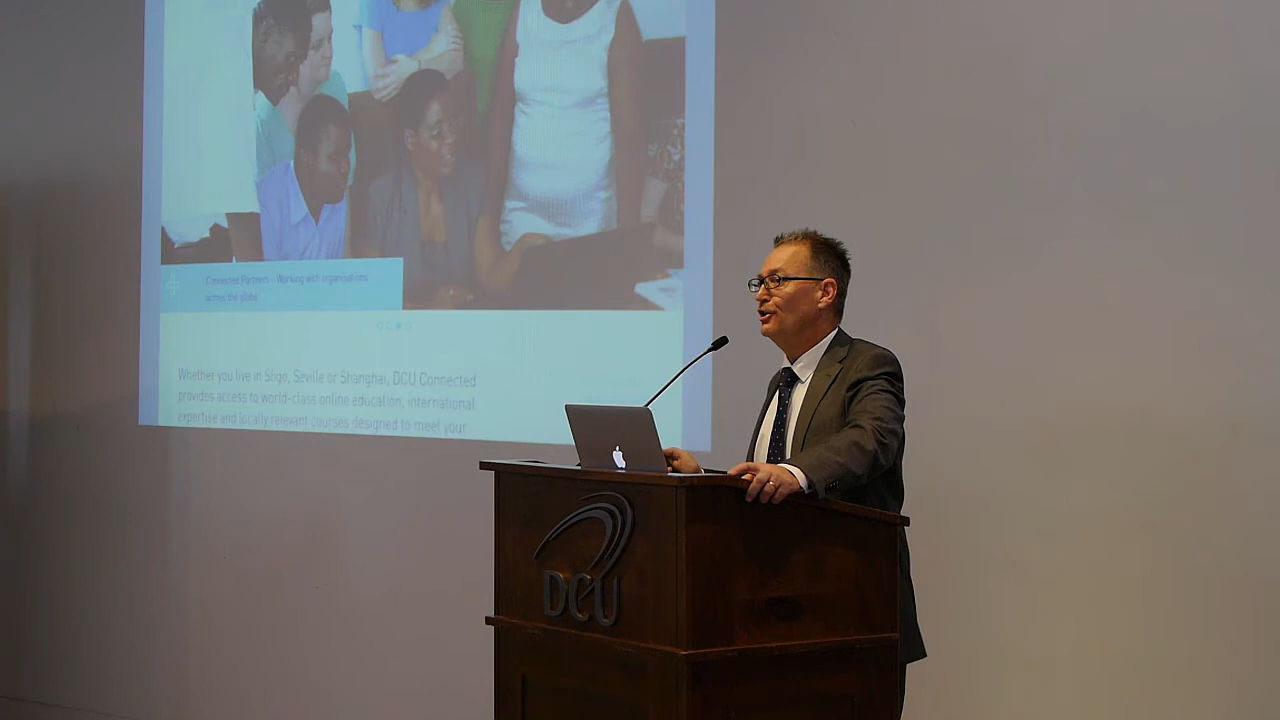 Connected Partners - Working with organisations
across the globe
Whether you live in Sligo, Seville or Shanghai, DCU Connected
provides access to world-class online education, international
expertise and locally relevant courses designed to meet your
DCU